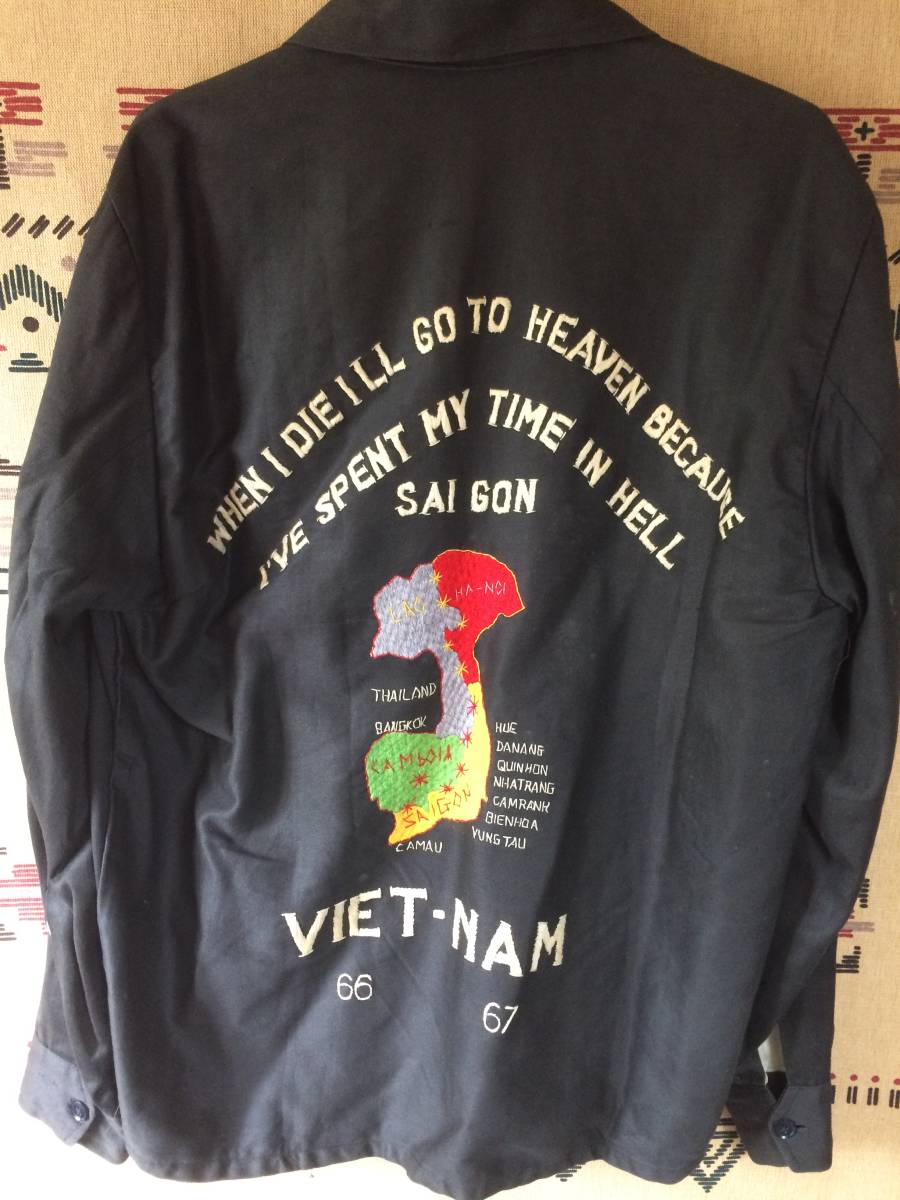 WHEN I DIE I LL GO TO HEAVEN BECAUSE
I'VE SPENT MY TIME IN HELL
SAI GON
LAO
HA-NOI
THAILAND
BANGKOK
KAMBOIA
SAIGON
CAMAU
HUE
DANANG
QUINHON
NHATRANG
CAMRANK
BIENHOA
VUNG TAU
VIET-NAM
66
67